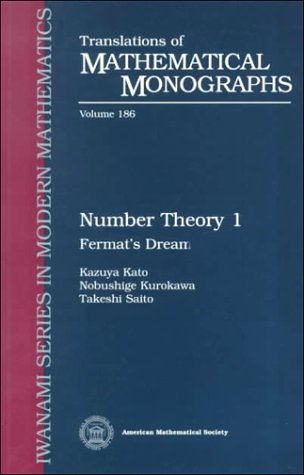 Translations of
MATHEMATICAL
MONOGRAPHS
Volume 186
Number Theory 1
Fermat's Dream
Kazuya Kato
Nobushige Kurokawa
Takeshi Saito
American Mathematical Society
IWANAMI SERIES IN MODERN MATHEMATICS